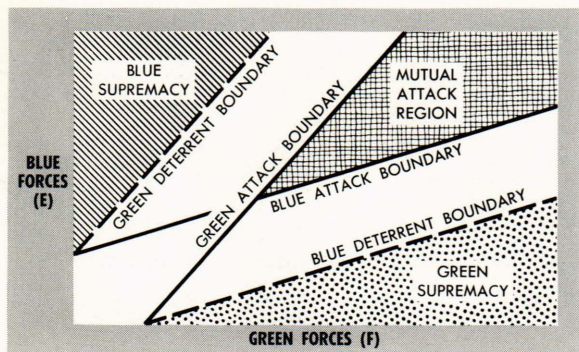 BLUE
SUPREMACY
GREEN DETERRENT BOUNDARY
GREEN ATTACK BOUNDARY
MUTUAL
ATTACK
REGION
BLUE ATTACK BOUNDARY
BLUE DETERRENT BOUNDARY
GREEN
SUPREMACY
BLUE
FORCES
(E)
GREEN FORCES (F)